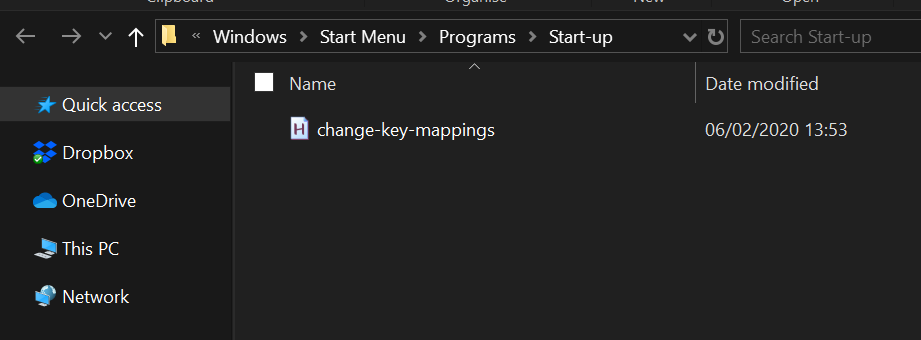 Clipboard Organise New Open
« Windows > Start Menu > Programs > Start-up
Search Start-up
Name Date modified
Quick access
change-key-mappings 06/02/2020 13:53
Dropbox
OneDrive
This PC
Network